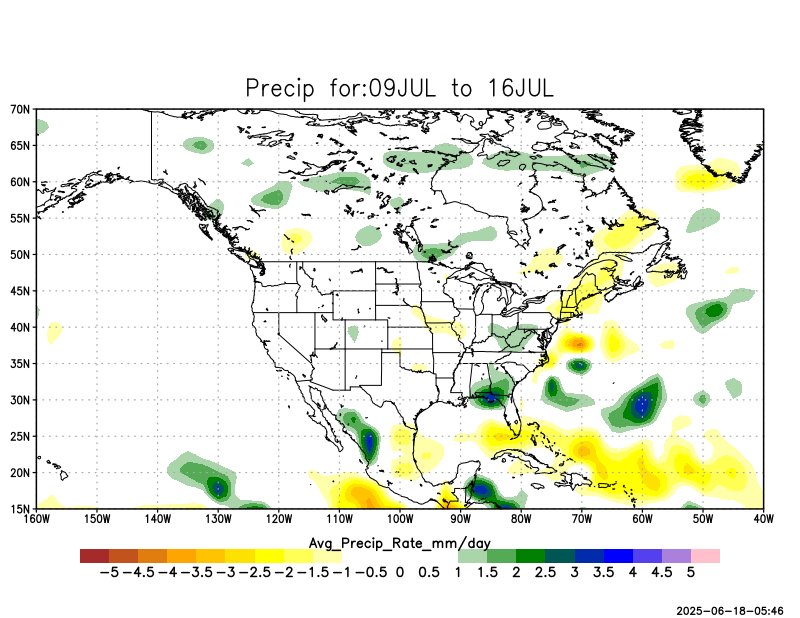 Precip for:09JUL to 16JUL
70N
65N
60N
55N
50N
45N
40N
35N
30N
25N
20N
15N
160W 150W 140W 130W 120W 110W 100W 90W 80W 70W 60W 50W 40W
Avg_Precip_Rate_mm/day
-5 -4.5 -4 -3.5 -3 -2.5 -2 -1.5 -1 -0.5 0 0.5 1 1.5 2 2.5 3 3.5 4 4.5 5
2025-06-18-05:46